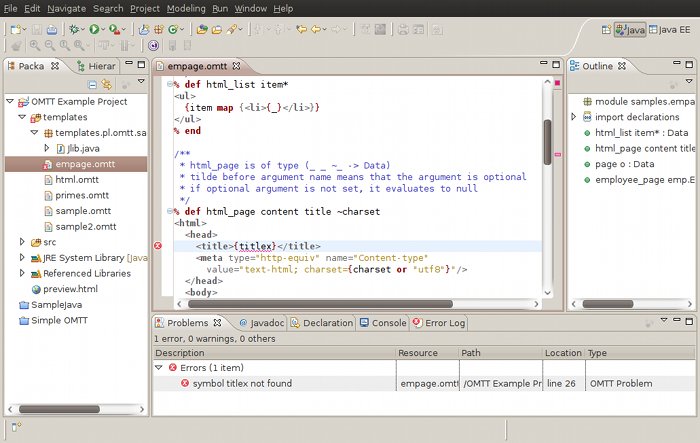 File Edit Navigate Search Project Modeling Run Window Help
Java Java EE
Packa Hierar
OMTT Example Project
templates
templates.pl.omtt.sa
Jlib.java
empage.omtt
html.omtt
primes.omtt
sample.omtt
sample2.omtt
src
JRE System Library [Java
Referenced Libraries
preview.html
SampleJava
Simple OMTT
empage.omtt
% def html_list item*
<ul>
{item map {<li>{_}</li>}}
</ul>
% end
/**
* html_page is of type (_ _ ~_ -> Data)
* tilde before argument name means that the argument is optional
* if optional argument is not set, it evaluates to null
*/
% def html_page content title ~charset
<html>
<head>
<title>{titlex}</title>
<meta type="http-equiv" name="Content-type"
value="text-html; charset={charset or "utf8"}"/>
</head>
<body>
Outline
module samples.empa
import declarations
html_list item* : Data
html_page content title
page o : Data
employee_page emp.E
Problems Javadoc Declaration Console Error Log
1 error, 0 warnings, 0 others
Description Resource Path Location Type
Errors (1 item)
symbol titlex not found empage.omtt /OMTT Example Pr line 26 OMTT Problem